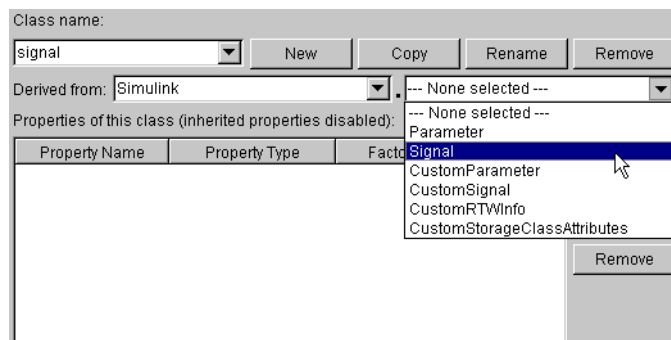 Class name:
signal New Copy Rename Remove
Derived from: Simulink . --- None selected ---
--- None selected ---
Properties of this class (inherited properties disabled):
Parameter
Property Name Property Type Facto
Signal
CustomParameter
CustomSignal
CustomRTWInfo
CustomStorageClassAttributes
Remove